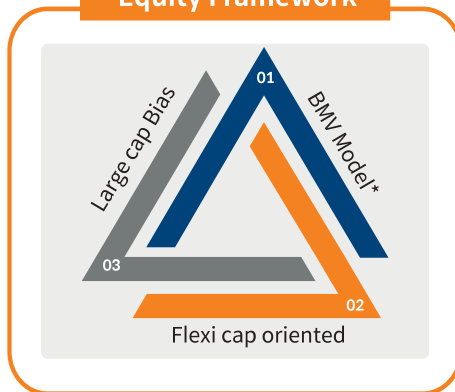 Equity Framework
01
BMV Model*
Large cap Bias
03
02
Flexi cap oriented